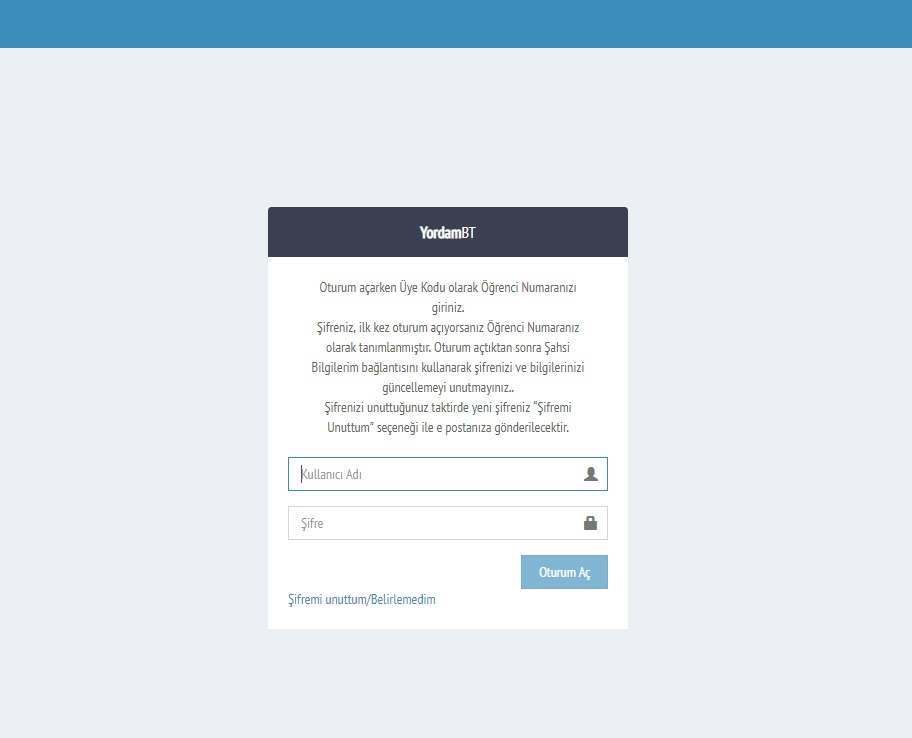 YordamBT
Oturum açarken Üye Kodu olarak Öğrenci Numaranızı
giriniz.
Şifreniz, ilk kez oturum açıyorsanız Öğrenci Numaranız
olarak tanımlanmıştır. Oturum açtıktan sonra Şahsi
Bilgilerim bağlantısını kullanarak şifrenizi ve bilgilerinizi
güncellemeyi unutmayınız..
Şifrenizi unuttuğunuz taktirde yeni şifreniz “Şifremi
Unuttum” seçeneği ile e postanıza gönderilecektir.
Kullanıcı Adı
Şifre
Oturum Aç
Şifremi unuttum/Belirlemedim